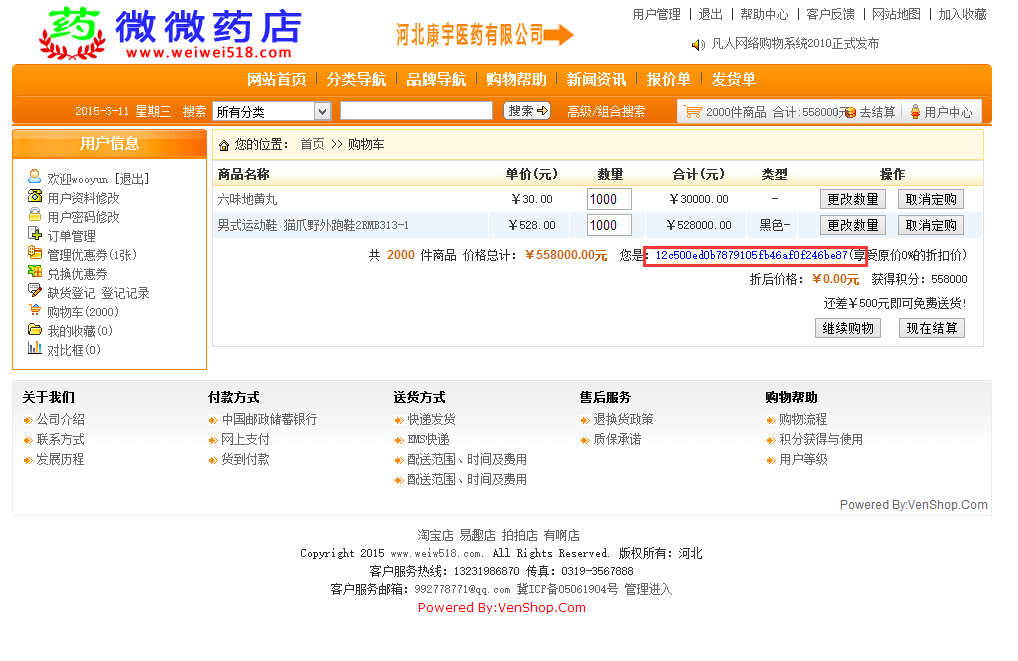 用户管理 | 退出 | 帮助中心 | 客户反馈 | 网站地图 | 加入收藏
药 微微药店
www.weiwei518.com
河北康宇医药有限公司
凡人网络购物系统2010正式发布
网站首页 | 分类导航 | 品牌导航 | 购物帮助 | 新闻资讯 | 报价单 | 发货单
2015-3-11 星期三 搜索 所有分类 搜索 高级/组合搜索 2000件商品 合计:558000元 去结算 用户中心
用户信息
欢迎wooyun [退出]
用户资料修改
用户密码修改
订单管理
管理优惠券(1张)
兑换优惠券
缺货登记 登记记录
购物车(2000)
我的收藏(0)
对比框(0)
您的位置: 首页 >> 购物车
商品名称 单价(元) 数量 合计(元) 类型 操作
六味地黄丸 ￥30.00 1000 ￥30000.00 - 更改数量 取消定购
男式运动鞋 猫爪野外跑鞋2RMB313-1 ￥528.00 1000 ￥528000.00 黑色- 更改数量 取消定购
共 2000 件商品 价格总计: ￥558000.00元 您是: 12c500ed0b7879105fb46af0f246be87(享受原价0%的折扣价)
折后价格: ￥0.00元 获得积分: 558000
还差￥500元即可免费送货!
继续购物 现在结算
关于我们
公司介绍
联系方式
发展历程
付款方式
中国邮政储蓄银行
网上支付
货到付款
送货方式
快递发货
EMS快递
配送范围、时间及费用
配送范围、时间及费用
售后服务
退换货政策
质保承诺
购物帮助
购物流程
积分获得与使用
用户等级
Powered By:VenShop.Com
淘宝店 易趣店 拍拍店 有啊店
Copyright 2015 www.weiw518.com. All Rights Reserved. 版权所有: 河北
客户服务热线: 13231986870 传真: 0319-3567888
客户服务邮箱: 992778771@qq.com 冀ICP备05061904号 管理进入
Powered By:VenShop.Com